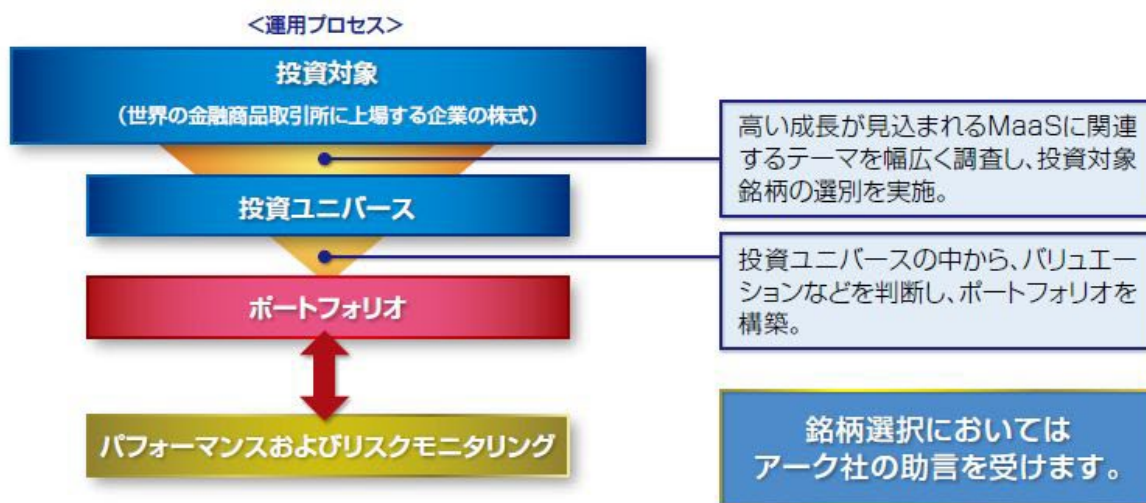 ＜運用プロセス＞
投資対象
（世界の金融商品取引所に上場する企業の株式）
高い成長が見込まれるMaaSに関連
するテーマを幅広く調査し、投資対象
銘柄の選別を実施。
投資ユニバース
投資ユニバースの中から、バリュエー
ションなどを判断し、ポートフォリオを
構築。
ポートフォリオ
パフォーマンスおよびリスクモニタリング
銘柄選択においては
アーク社の助言を受けます。